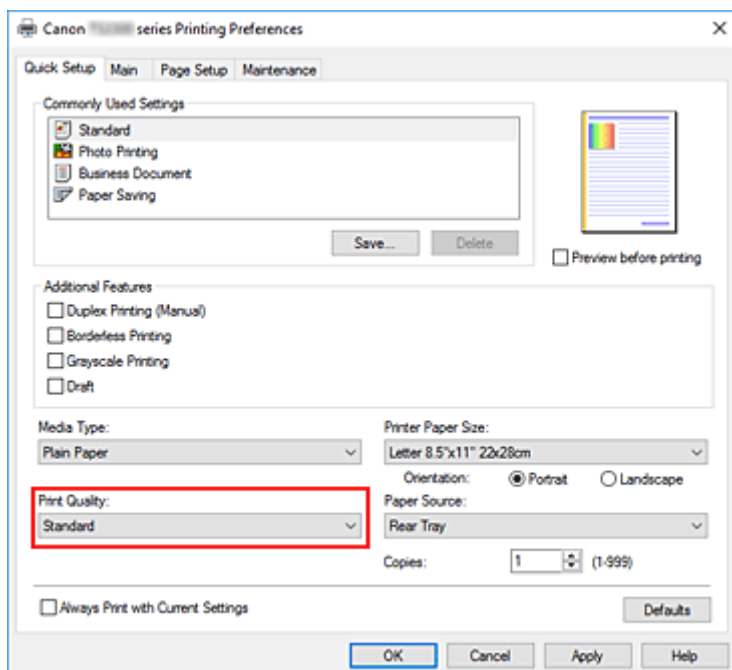 Canon series Printing Preferences
Quick Setup Main Page Setup Maintenance
Commonly Used Settings
Standard
Photo Printing
Business Document
Paper Saving
Save... Delete
Preview before printing
Additional Features
Duplex Printing (Manual)
Borderless Printing
Grayscale Printing
Draft
Media Type: Printer Paper Size:
Plain Paper Letter 8.5"x11" 22x28cm
Orientation: Portrait Landscape
Print Quality: Paper Source:
Standard Rear Tray
Copies: 1 (1-999)
Always Print with Current Settings Defaults
OK Cancel Apply Help